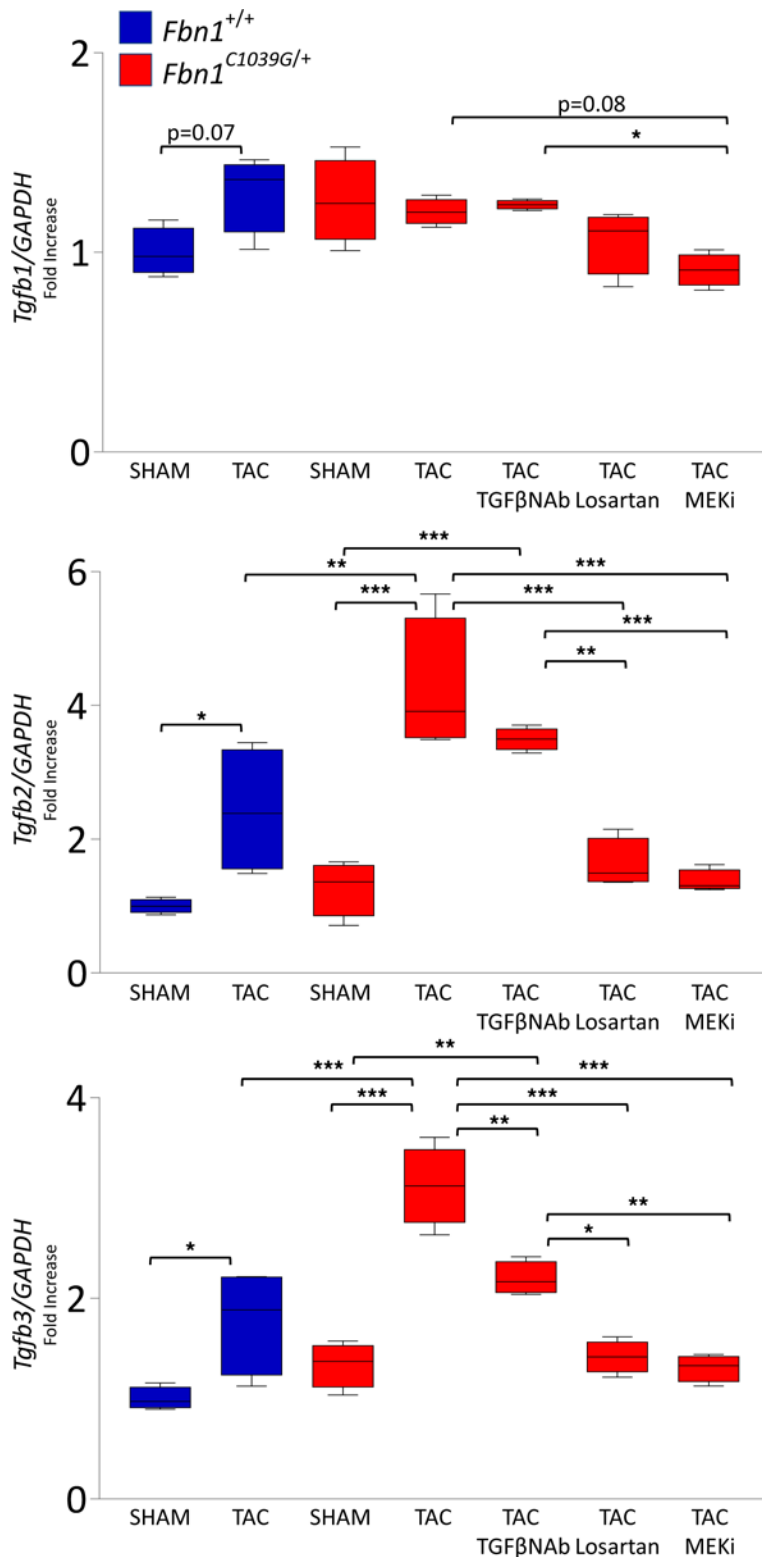 Fbn1+/+
Fbn1C1039G/+
2
p=0.08
p=0.07
*
Tgfb1/GAPDH
Fold Increase
1
0
SHAM TAC SHAM TAC TAC TAC TAC
TGFβNAb Losartan MEKi
***
** ***
6
*** ***
***
**
4
*
Tgfb2/GAPDH
Fold Increase
2
0
SHAM TAC SHAM TAC TAC TAC TAC
TGFβNAb Losartan MEKi
**
*** ***
4
*** ***
**
**
*
*
2
Tgfb3/GAPDH
Fold Increase
0
SHAM TAC SHAM TAC TAC TAC TAC
TGFβNAb Losartan MEKi